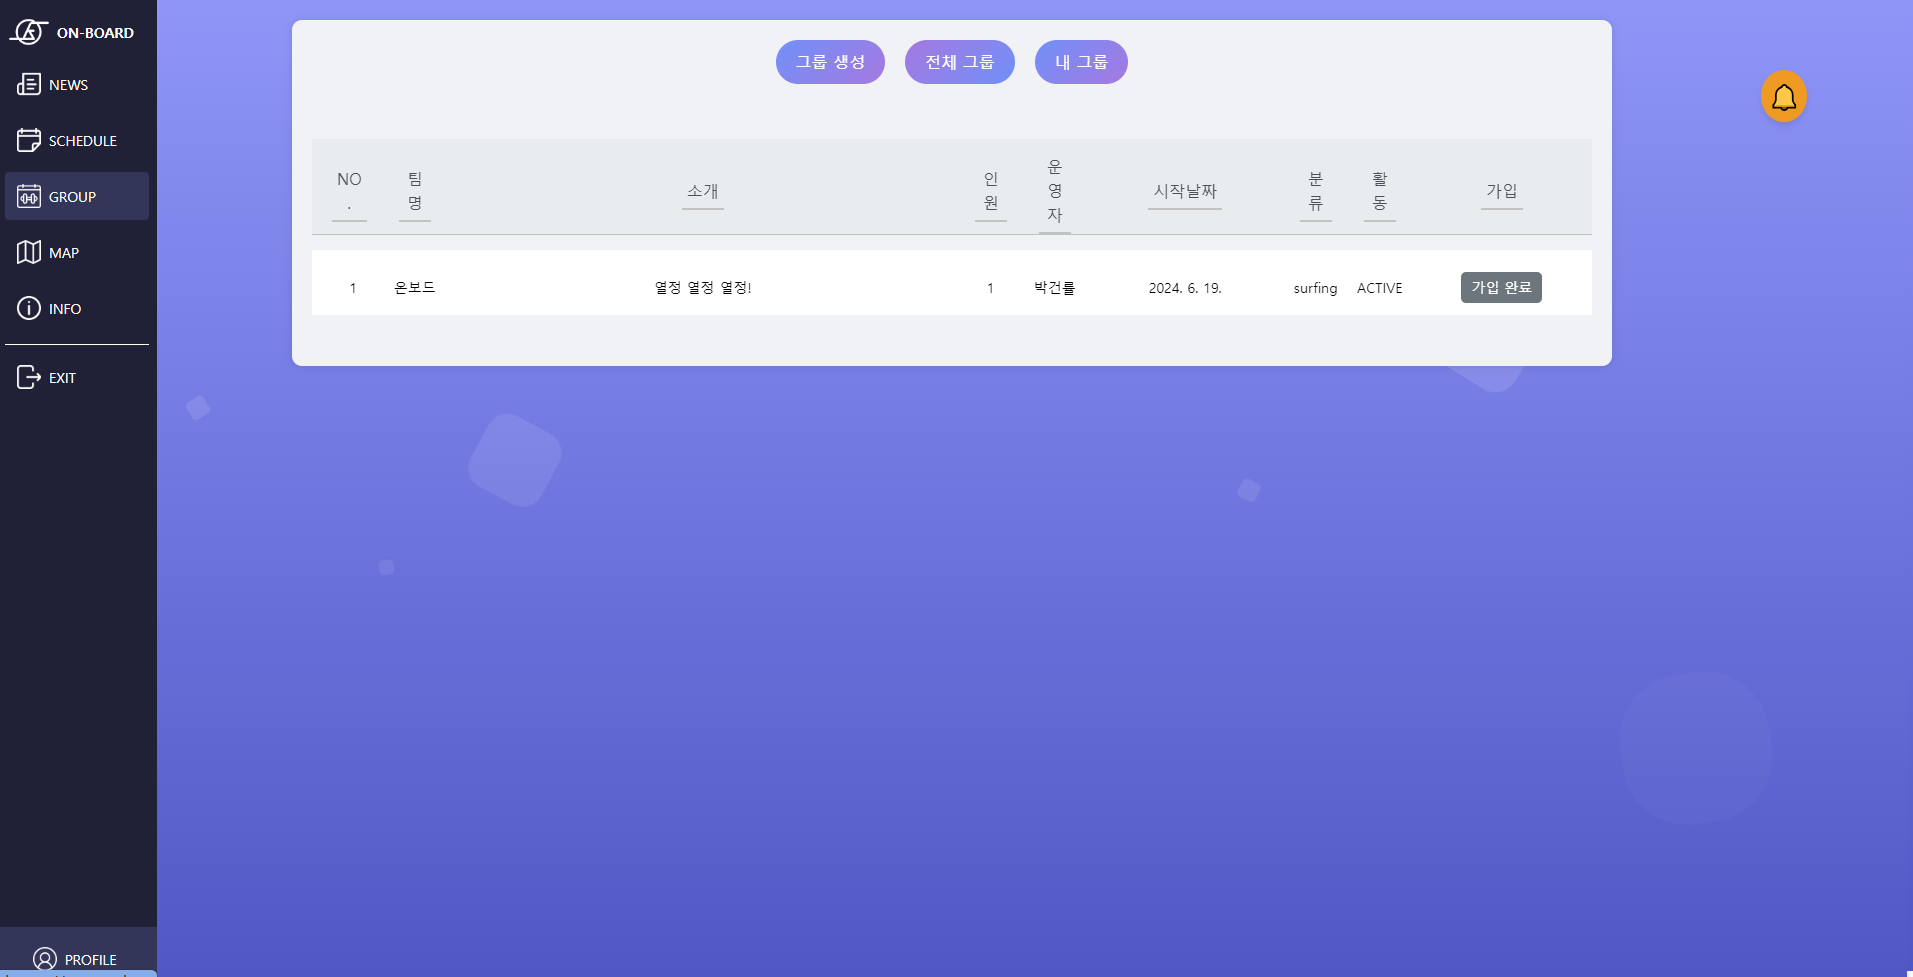 ON-BOARD
NEWS
SCHEDULE
GROUP
MAP
INFO
EXIT
PROFILE
그룹 생성 전체 그룹 내 그룹
NO
. 팀
명 소개 인
원 운
영
자 시작날짜 분
류 활
동 가입
1 온보드 열정 열정 열정! 1 박건률 2024. 6. 19. surfing ACTIVE 가입 완료